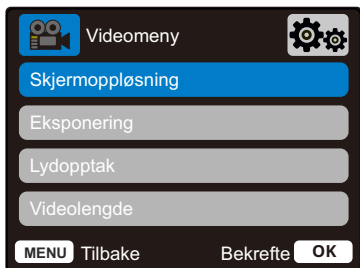 Videomeny
Skjermoppløsning
Eksponering
Lydopptak
Videolengde
MENU Tilbake Bekrefte OK